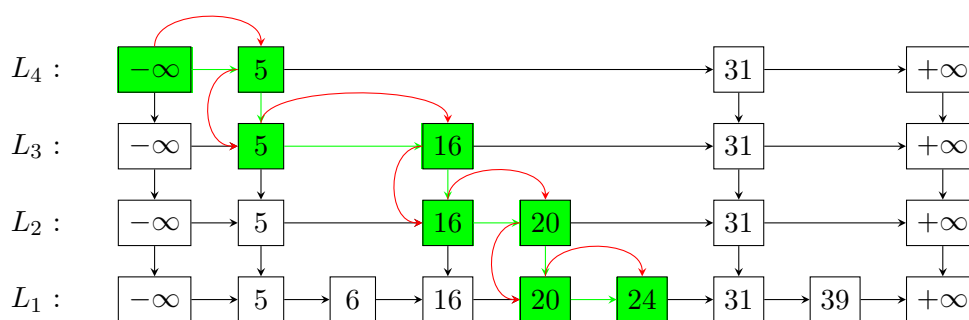 L₄ : −∞ 5 31 +∞
L₃ : −∞ 5 16 31 +∞
L₂ : −∞ 5 16 20 31 +∞
L₁ : −∞ 5 6 16 20 24 31 39 +∞